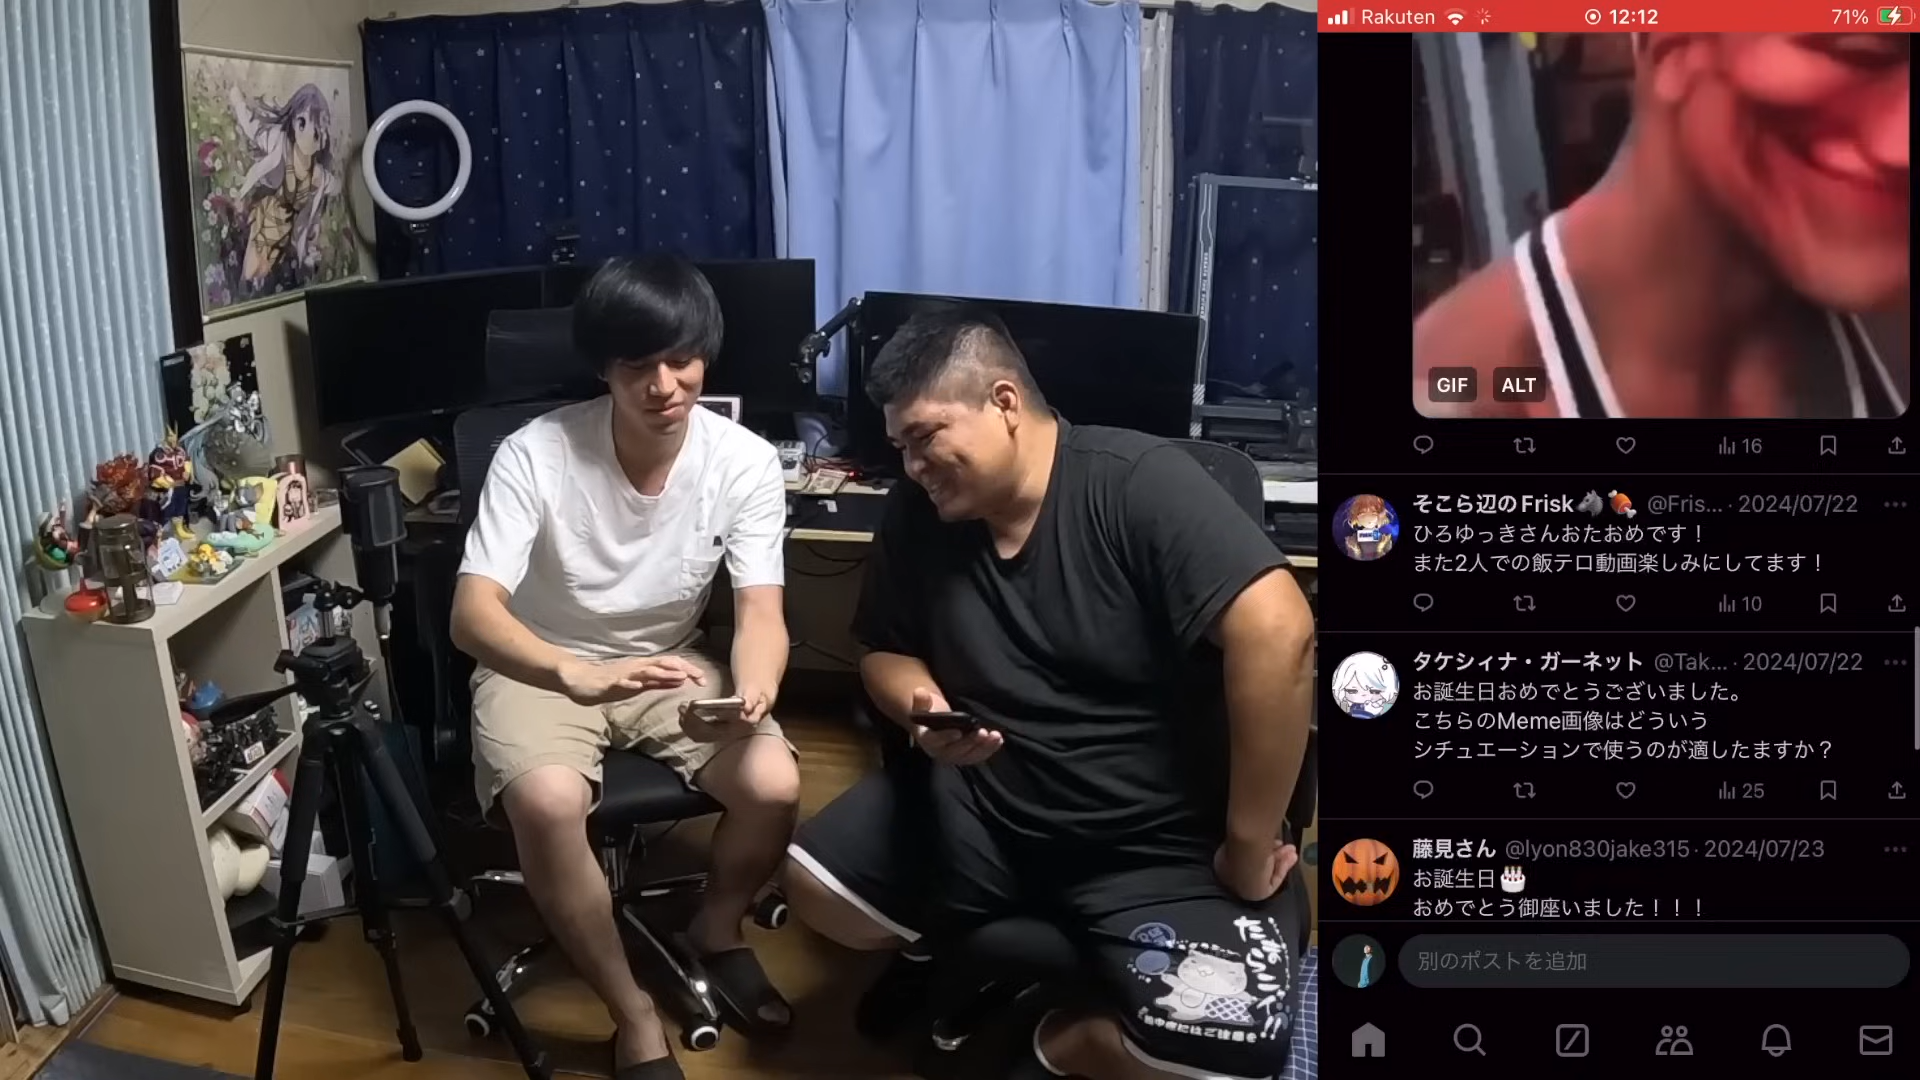 Rakuten
12:12
71%
GIF
ALT
16
そこら辺のFrisk🐴🍖 @Fris... · 2024/07/22
ひろゆっきさんおたおめです！
また2人での飯テロ動画楽しみにしてます！
10
タケシィナ・ガーネット @Tak... · 2024/07/22
お誕生日おめでとうございました。
こちらのMeme画像はどういう
シチュエーションで使うのが適したますか？
25
藤見さん @lyon830jake315 · 2024/07/23
お誕生日🎂
おめでとう御座いました！！！
別のポストを追加